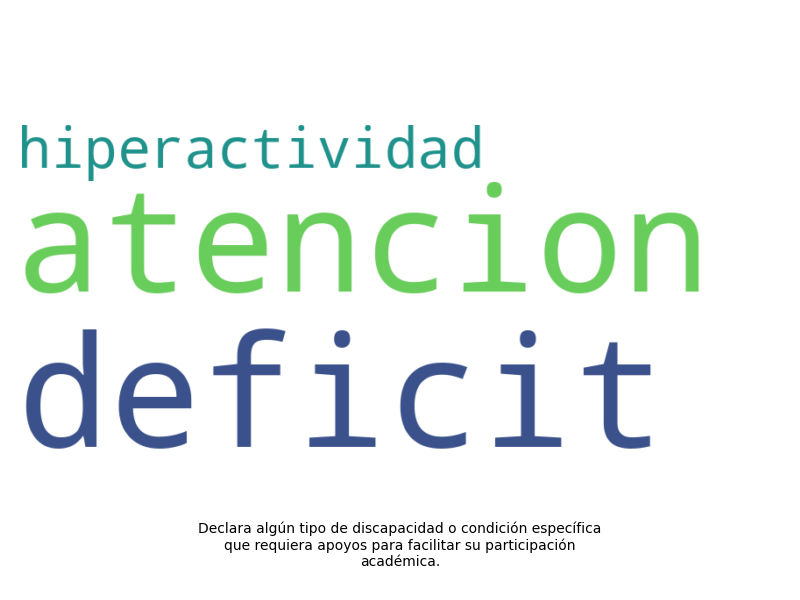 hiperactividad
atencion
deficit
Declara algún tipo de discapacidad o condición específica
que requiera apoyos para facilitar su participación
académica.